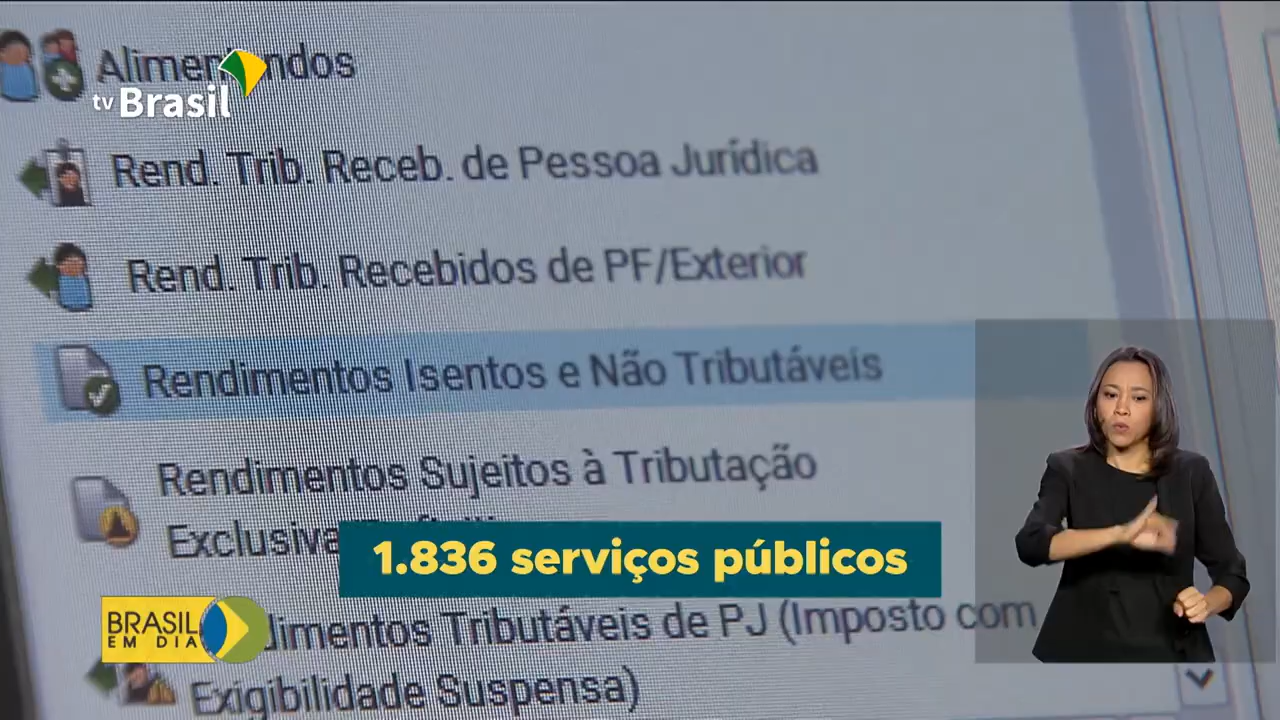 Alimentandos
tv Brasil
Rend. Trib. Receb. de Pessoa Jurídica
Rend. Trib. Recebidos de PF/Exterior
Rendimentos Isentos e Não Tributáveis
Rendimentos Sujeitos à Tributação
Exclusiva
1.836 serviços públicos
BRASIL
EM DIA
Tributáveis de PJ (Imposto com
Exigibilidade Suspensa)